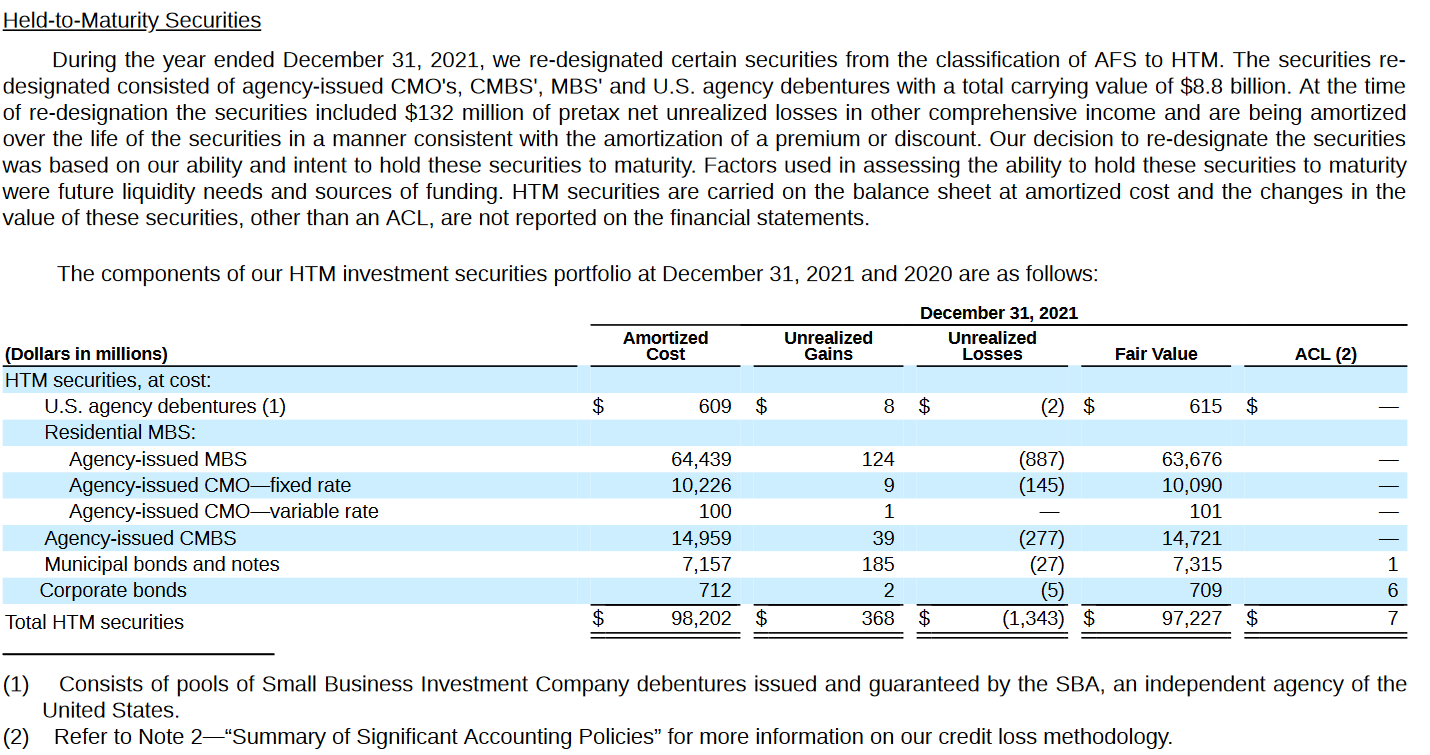 Held-to-Maturity Securities
During the year ended December 31, 2021, we re-designated certain securities from the classification of AFS to HTM. The securities re-
designated consisted of agency-issued CMO's, CMBS', MBS' and U.S. agency debentures with a total carrying value of $8.8 billion. At the time
of re-designation the securities included $132 million of pretax net unrealized losses in other comprehensive income and are being amortized
over the life of the securities in a manner consistent with the amortization of a premium or discount. Our decision to re-designate the securities
was based on our ability and intent to hold these securities to maturity. Factors used in assessing the ability to hold these securities to maturity
were future liquidity needs and sources of funding. HTM securities are carried on the balance sheet at amortized cost and the changes in the
value of these securities, other than an ACL, are not reported on the financial statements.
The components of our HTM investment securities portfolio at December 31, 2021 and 2020 are as follows:
December 31, 2021
(Dollars in millions) Amortized Cost Unrealized Gains Unrealized Losses Fair Value ACL (2)
HTM securities, at cost:
U.S. agency debentures (1) $ 609 $ 8 $ (2) $ 615 $ —
Residential MBS:
Agency-issued MBS 64,439 124 (887) 63,676 —
Agency-issued CMO—fixed rate 10,226 9 (145) 10,090 —
Agency-issued CMO—variable rate 100 1 — 101 —
Agency-issued CMBS 14,959 39 (277) 14,721 —
Municipal bonds and notes 7,157 185 (27) 7,315 1
Corporate bonds 712 2 (5) 709 6
Total HTM securities $ 98,202 $ 368 $ (1,343) $ 97,227 $ 7
(1) Consists of pools of Small Business Investment Company debentures issued and guaranteed by the SBA, an independent agency of the
United States.
(2) Refer to Note 2—“Summary of Significant Accounting Policies” for more information on our credit loss methodology.